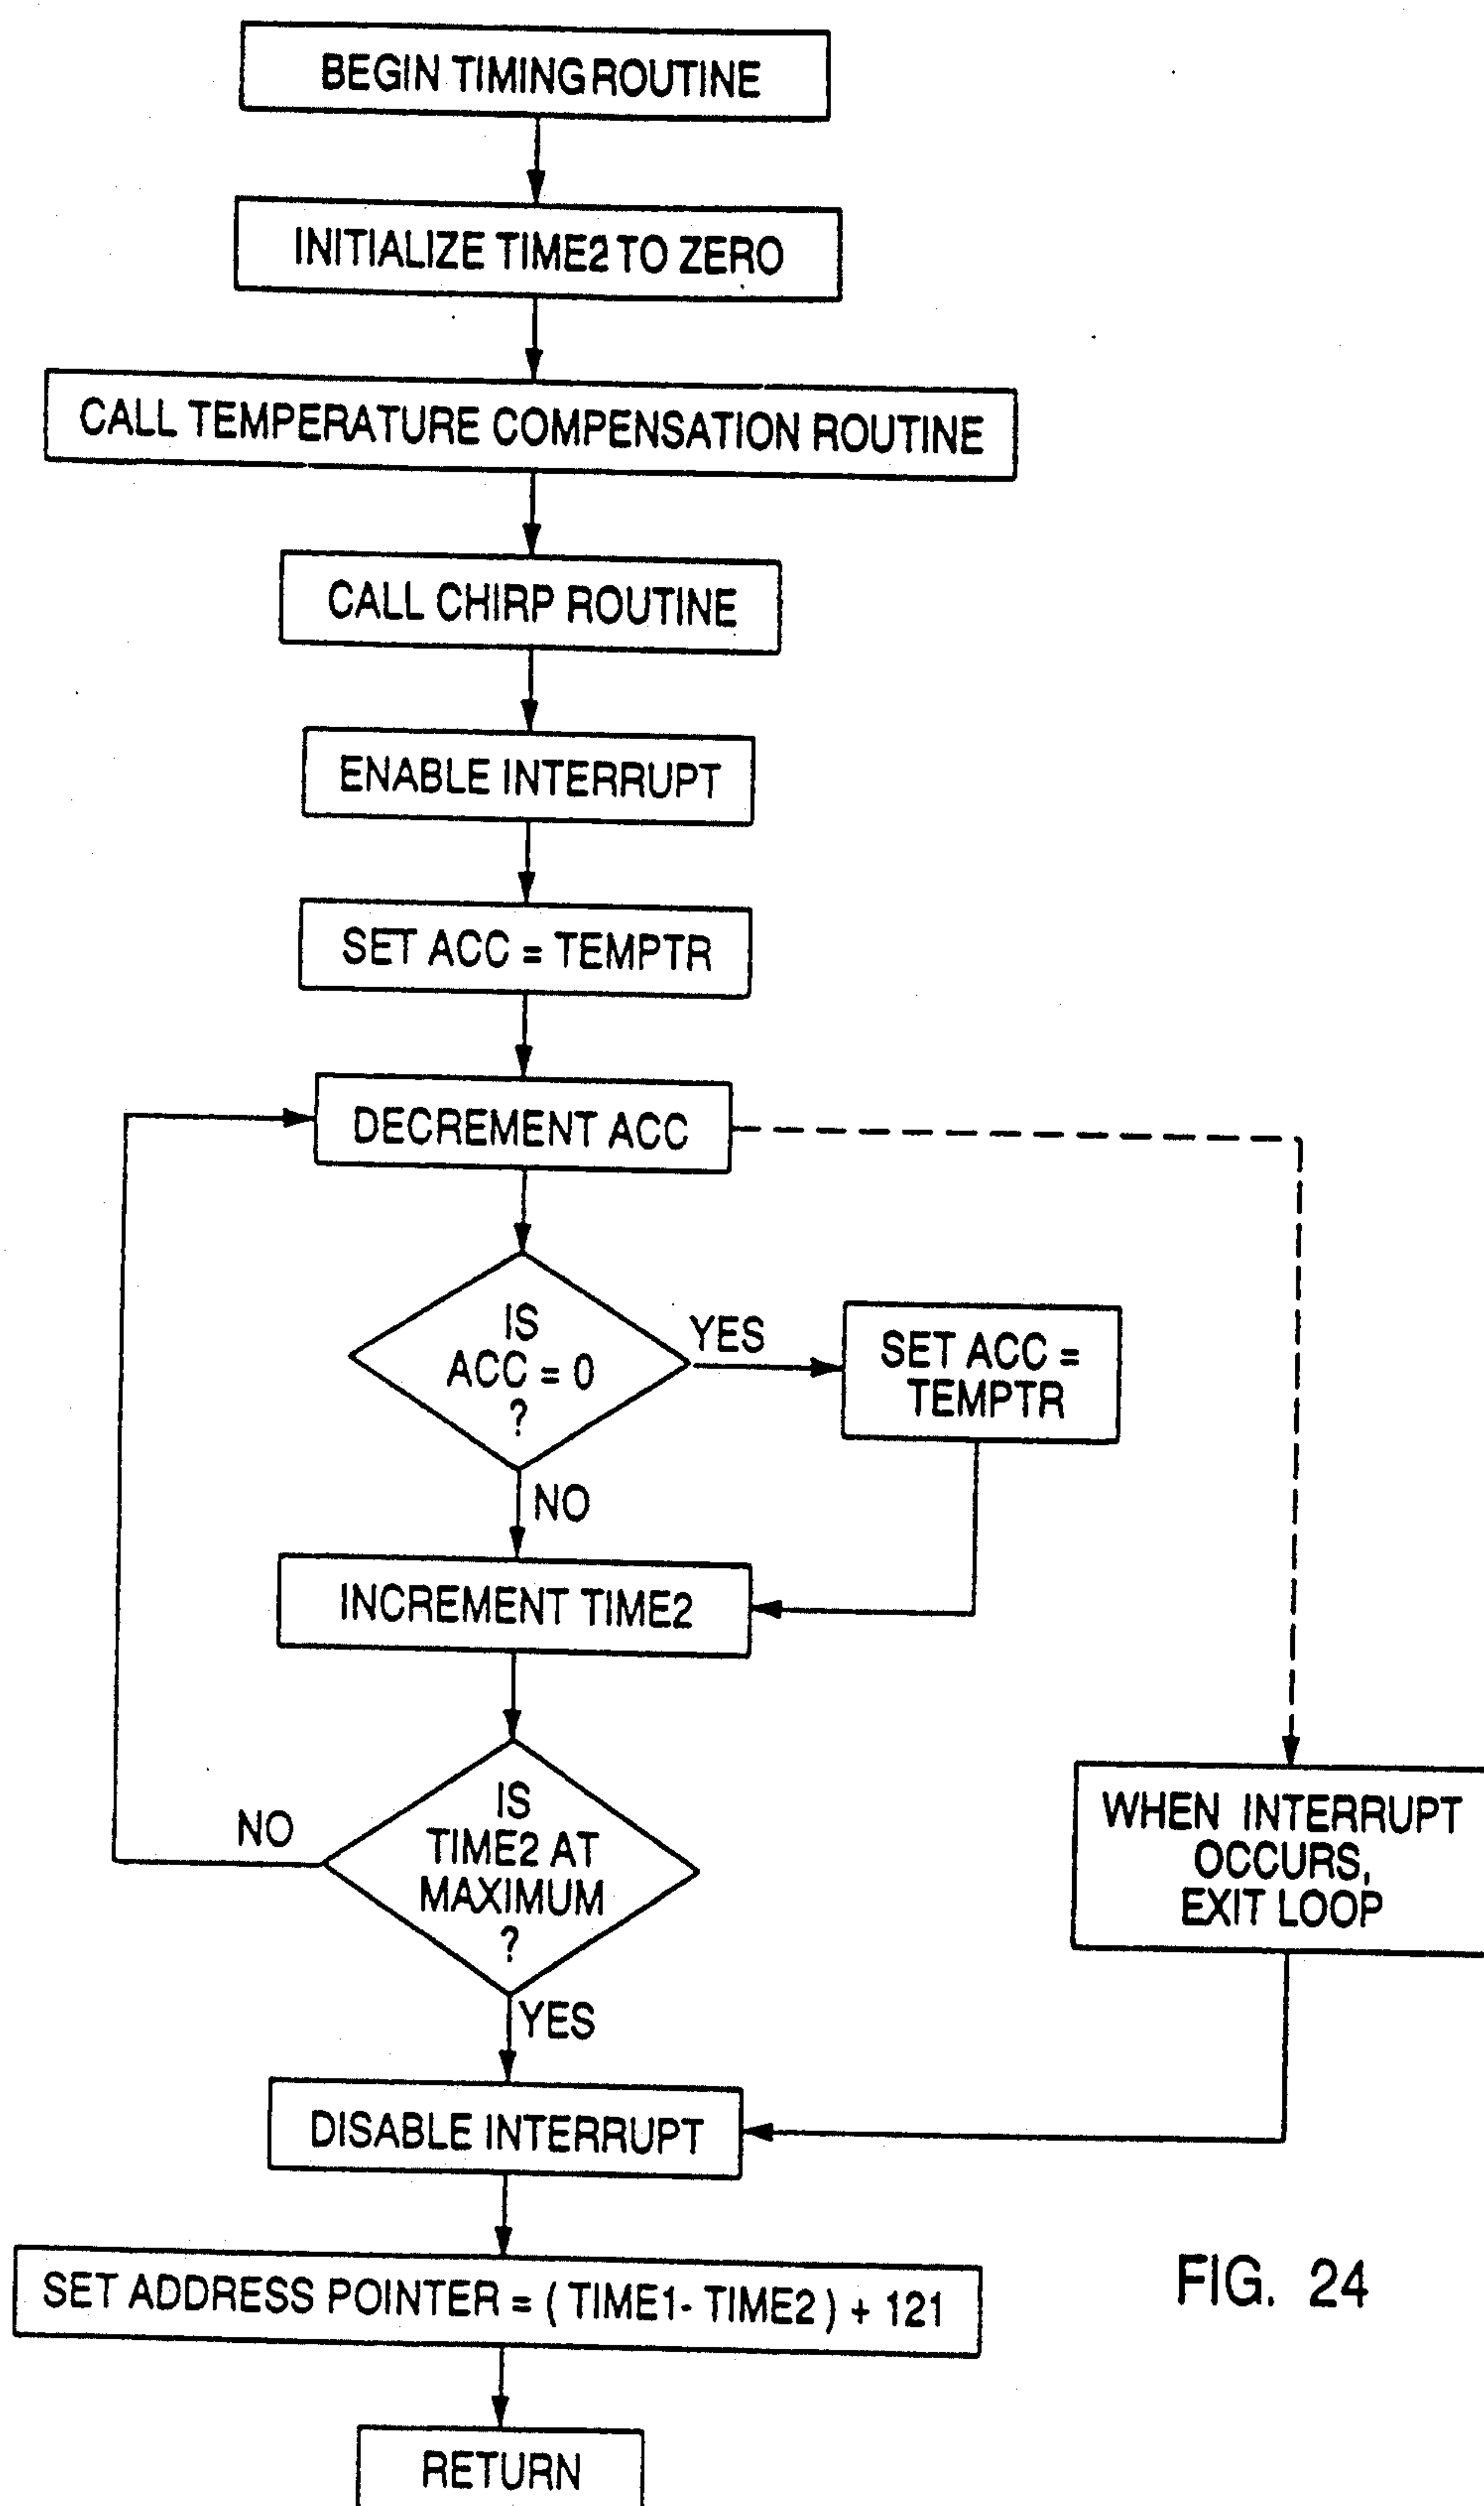 BEGIN TIMING ROUTINE
INITIALIZE TIME2 TO ZERO
CALL TEMPERATURE COMPENSATION ROUTINE
CALL CHIRP ROUTINE
ENABLE INTERRUPT
SET ACC = TEMPTR
DECREMENT ACC
IS
ACC = 0
?
YES
SET ACC =
TEMPTR
NO
INCREMENT TIME2
IS
TIME2 AT
MAXIMUM
?
NO
YES
WHEN INTERRUPT
OCCURS,
EXIT LOOP
DISABLE INTERRUPT
SET ADDRESS POINTER = ( TIME1- TIME2 ) + 121
RETURN
FIG. 24